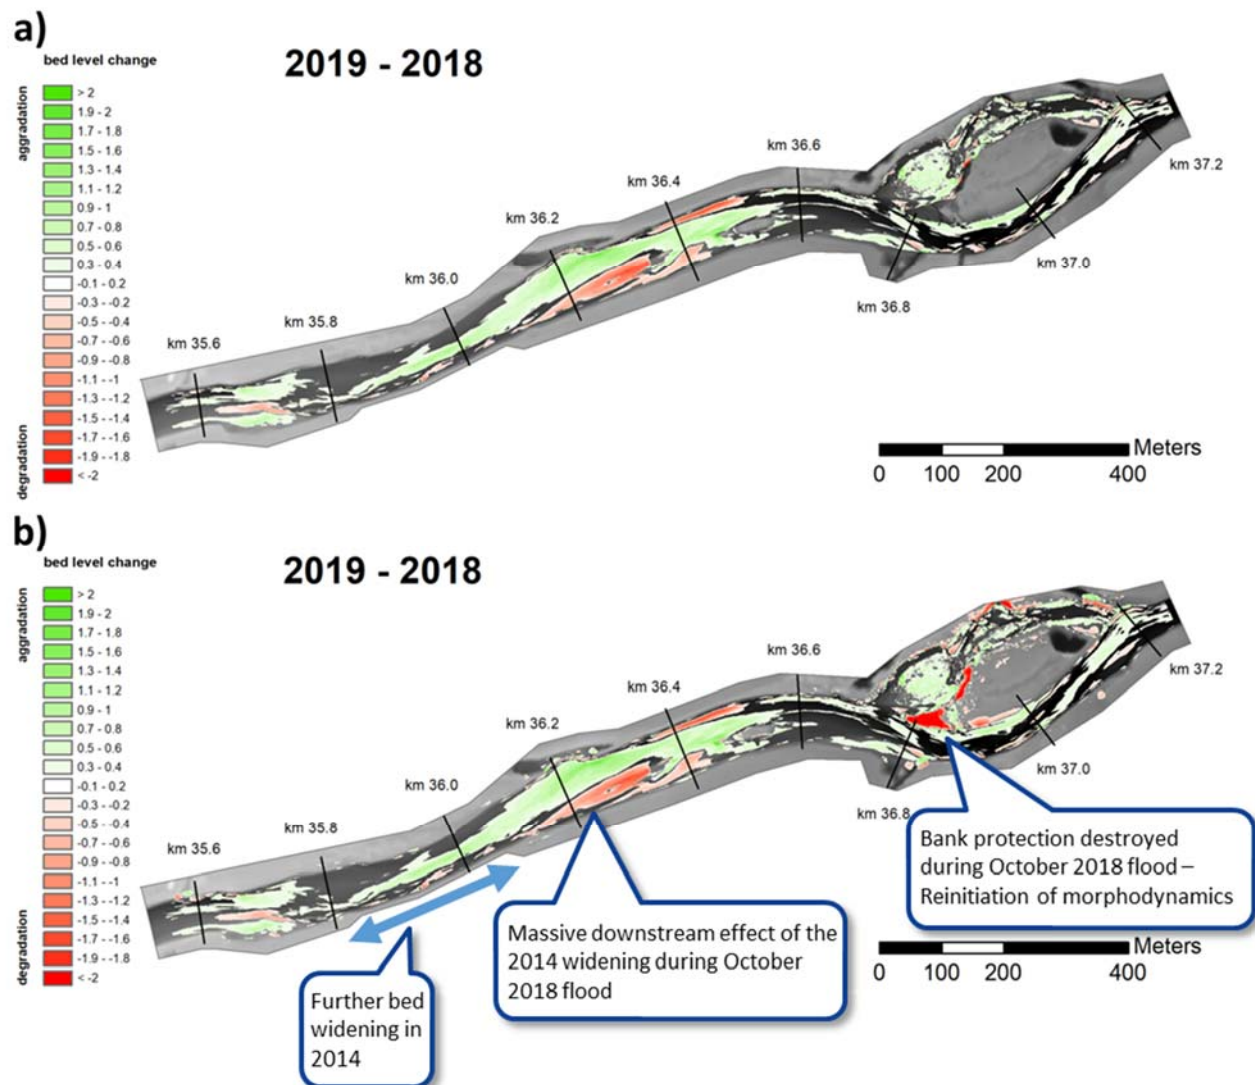 a)
2019 - 2018
bed level change
aggradation
> 2
1.9 - 2
1.7 - 1.8
1.5 - 1.6
1.3 - 1.4
1.1 - 1.2
0.9 - 1
0.7 - 0.8
0.5 - 0.6
0.3 - 0.4
-0.1 - 0.2
-0.3 - -0.2
-0.5 - -0.4
-0.7 - -0.6
-0.9 - -0.8
-1.1 - -1
-1.3 - -1.2
-1.5 - -1.4
-1.7 - -1.6
-1.9 - -1.8
< -2
degradation
km 35.6
km 35.8
km 36.0
km 36.2
km 36.4
km 36.6
km 36.8
km 37.0
km 37.2
Meters
0 100 200 400
b)
2019 - 2018
bed level change
aggradation
> 2
1.9 - 2
1.7 - 1.8
1.5 - 1.6
1.3 - 1.4
1.1 - 1.2
0.9 - 1
0.7 - 0.8
0.5 - 0.6
0.3 - 0.4
-0.1 - 0.2
-0.3 - -0.2
-0.5 - -0.4
-0.7 - -0.6
-0.9 - -0.8
-1.1 - -1
-1.3 - -1.2
-1.5 - -1.4
-1.7 - -1.6
-1.9 - -1.8
< -2
degradation
km 35.6
km 35.8
km 36.0
km 36.2
km 36.4
km 36.6
km 36.8
km 37.0
km 37.2
Bank protection destroyed
during October 2018 flood –
Reinitiation of morphodynamics
Massive downstream effect of the
2014 widening during October
2018 flood
Further bed
widening in
2014
Meters
0 100 200 400